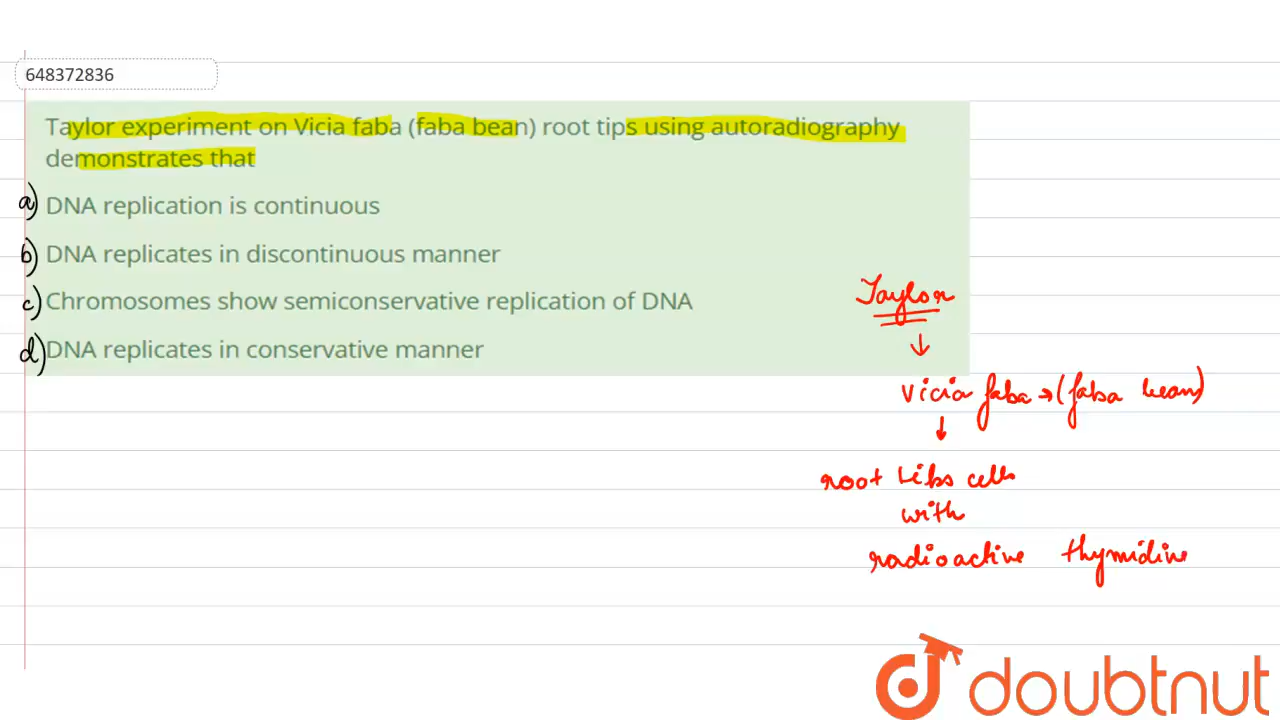 648372836
Taylor experiment on Vicia faba (faba bean) root tips using autoradiography
demonstrates that
a) DNA replication is continuous
b) DNA replicates in discontinuous manner
c) Chromosomes show semiconservative replication of DNA
d) DNA replicates in conservative manner
Taylor
↓
Vicia faba → (faba bean)
↓
root tips cells
with
radioactive thymidine
doubtnut